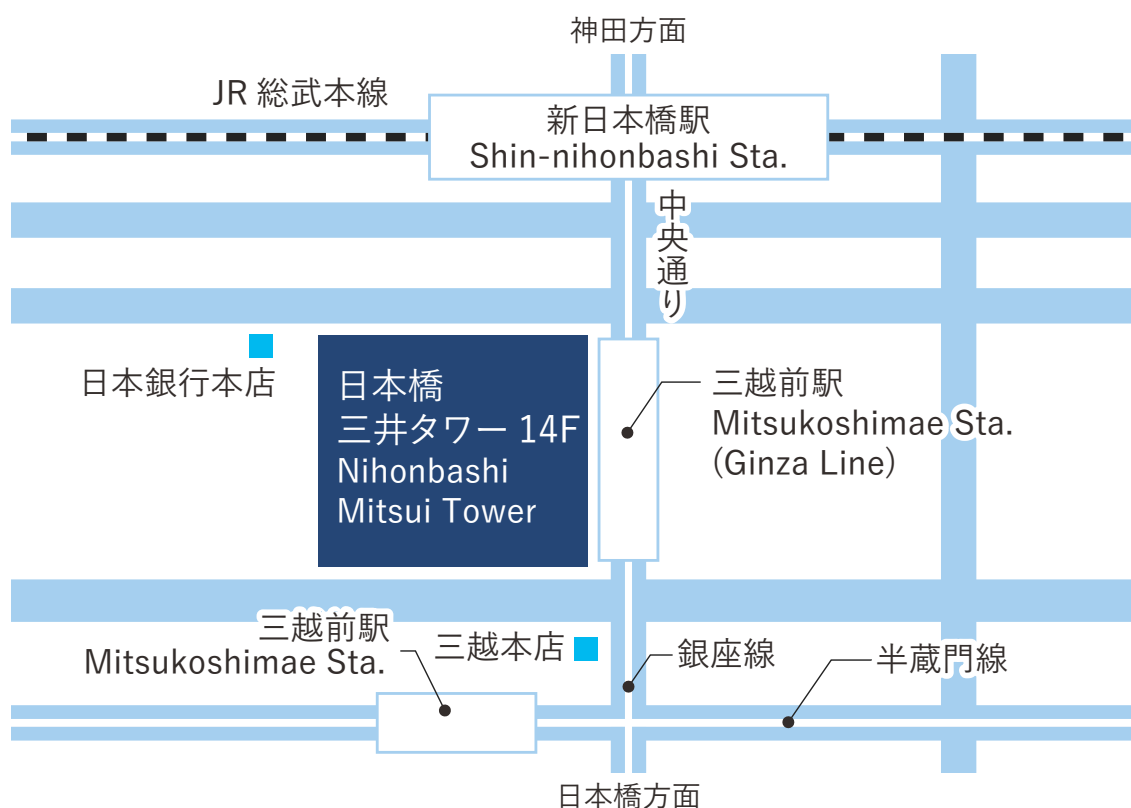 神田方面
JR 総武本線
新日本橋駅
Shin-nihonbashi Sta.
中央通り
日本銀行本店
日本橋
三井タワー 14F
Nihonbashi
Mitsui Tower
三越前駅
Mitsukoshimae Sta.
(Ginza Line)
三越前駅
Mitsukoshimae Sta.
三越本店
銀座線
半蔵門線
日本橋方面